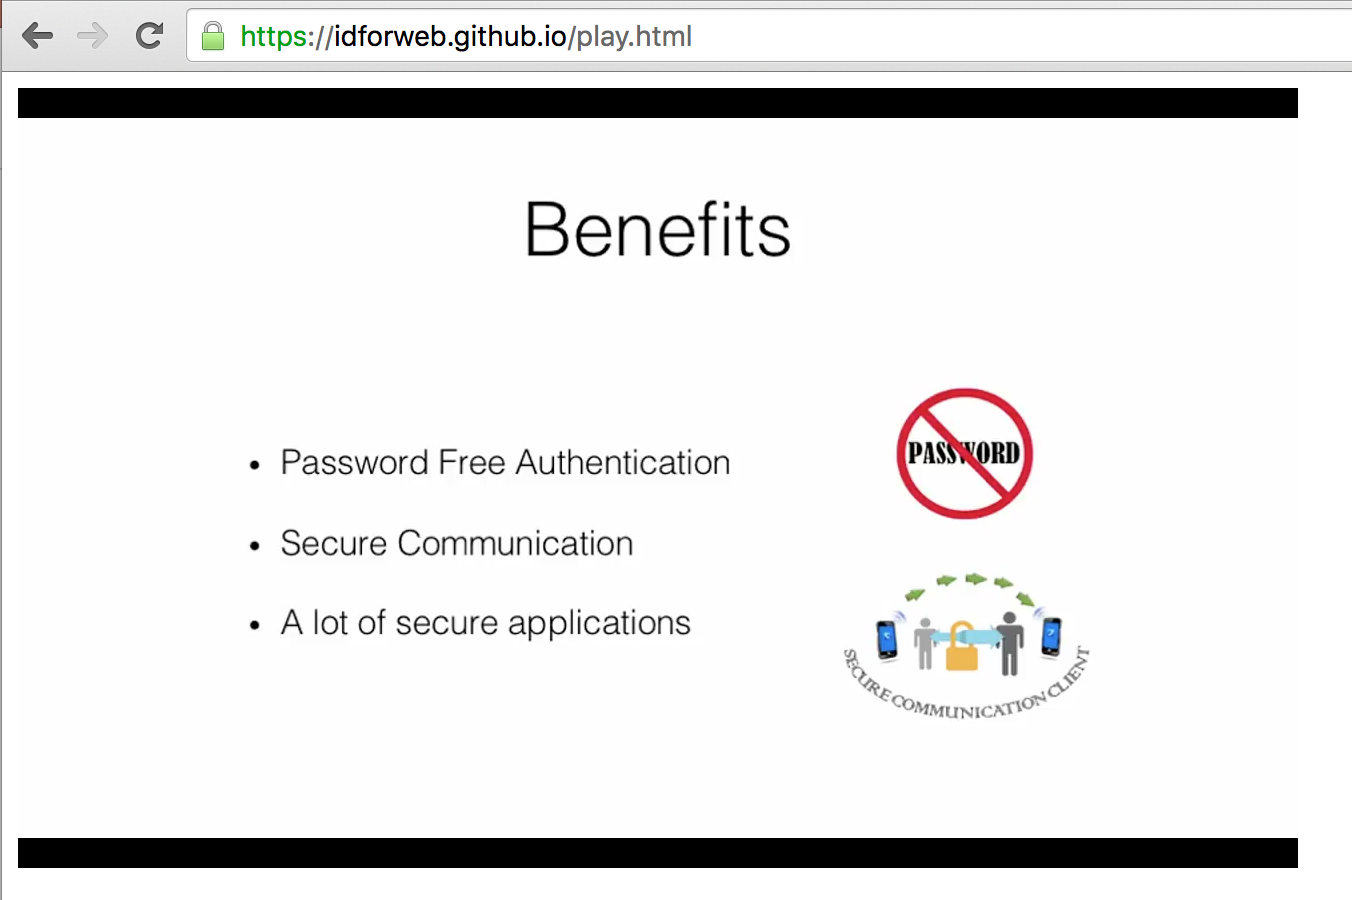 https://idforweb.github.io/play.html
Benefits
• Password Free Authentication
• Secure Communication
• A lot of secure applications
PASSWORD
SECURE COMMUNICATION CLIENT